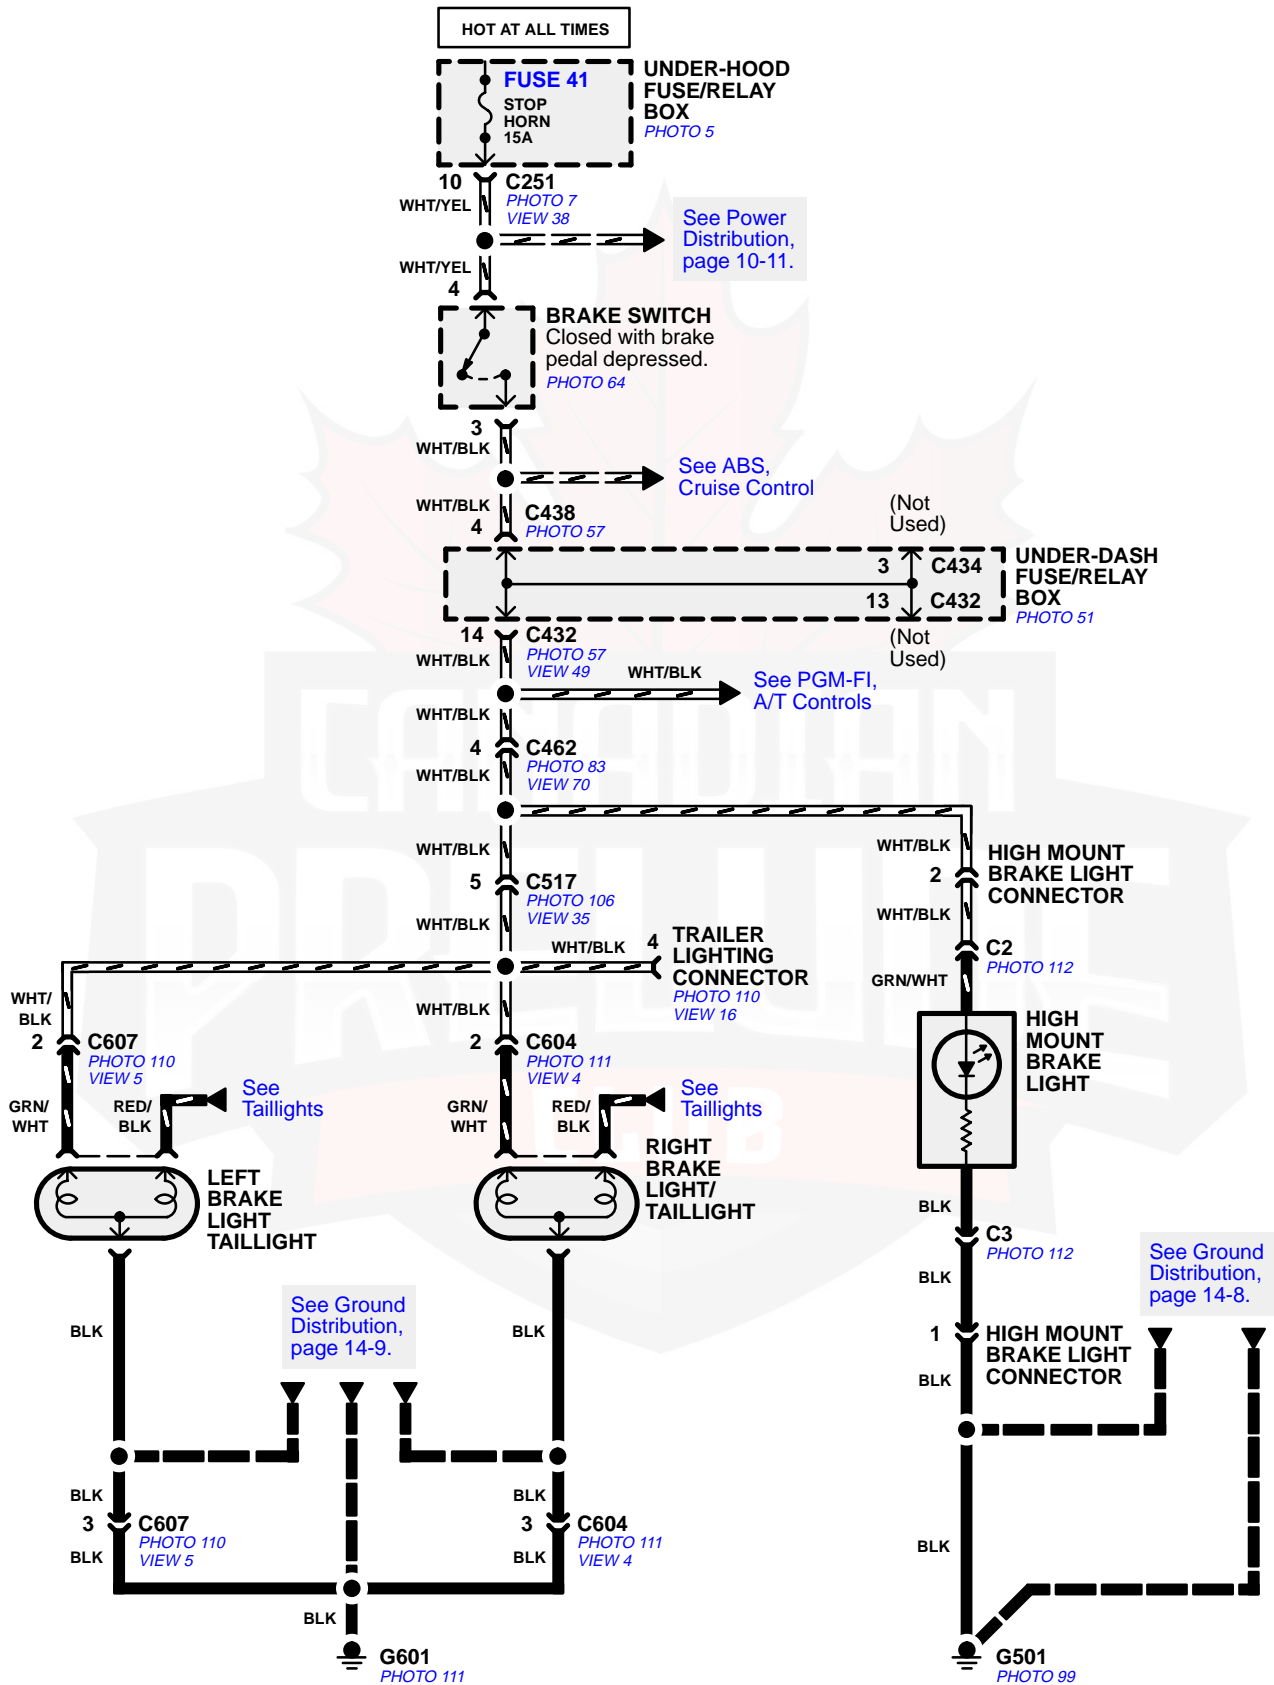 HOT AT ALL TIMES
FUSE 41
STOP
HORN
15A
UNDER-HOOD
FUSE/RELAY
BOX
PHOTO 5
10
C251
PHOTO 7
VIEW 38
WHT/YEL
See Power
Distribution,
page 10-11.
WHT/YEL
4
BRAKE SWITCH
Closed with brake
pedal depressed.
PHOTO 64
3
WHT/BLK
See ABS,
Cruise Control
WHT/BLK
4
C438
PHOTO 57
(Not
Used)
3
C434
13
C432
UNDER-DASH
FUSE/RELAY
BOX
PHOTO 51
(Not
Used)
14
C432
PHOTO 57
VIEW 49
WHT/BLK
WHT/BLK
See PGM-FI,
A/T Controls
WHT/BLK
4
C462
PHOTO 83
VIEW 70
WHT/BLK
WHT/BLK
5
C517
PHOTO 106
VIEW 35
WHT/BLK
WHT/BLK
2
HIGH MOUNT
BRAKE LIGHT
CONNECTOR
WHT/BLK
C2
PHOTO 112
GRN/WHT
WHT/BLK
4
TRAILER
LIGHTING
CONNECTOR
PHOTO 110
VIEW 16
WHT/
BLK
2
C607
PHOTO 110
VIEW 5
WHT/BLK
2
C604
PHOTO 111
VIEW 4
HIGH
MOUNT
BRAKE
LIGHT
GRN/
WHT
RED/
BLK
See
Taillights
GRN/
WHT
RED/
BLK
See
Taillights
LEFT
BRAKE
LIGHT
TAILLIGHT
RIGHT
BRAKE
LIGHT/
TAILLIGHT
BLK
C3
PHOTO 112
BLK
1
HIGH MOUNT
BRAKE LIGHT
CONNECTOR
BLK
See Ground
Distribution,
page 14-8.
BLK
See Ground
Distribution,
page 14-9.
BLK
BLK
3
C607
PHOTO 110
VIEW 5
BLK
BLK
3
C604
PHOTO 111
VIEW 4
BLK
BLK
BLK
G601
PHOTO 111
G501
PHOTO 99
CANADIAN
PRELUDE
CLUB